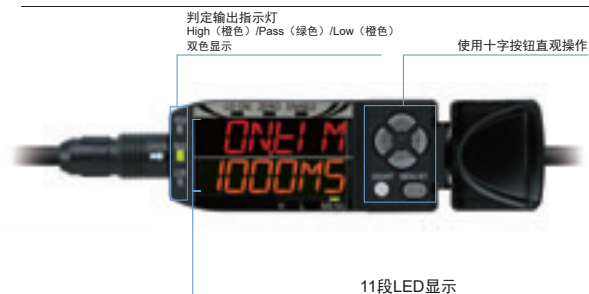 判定输出指示灯
High（橙色）/Pass（绿色）/Low（橙色）
双色显示
使用十字按钮直观操作
ONtIM
1000MS
11段LED显示